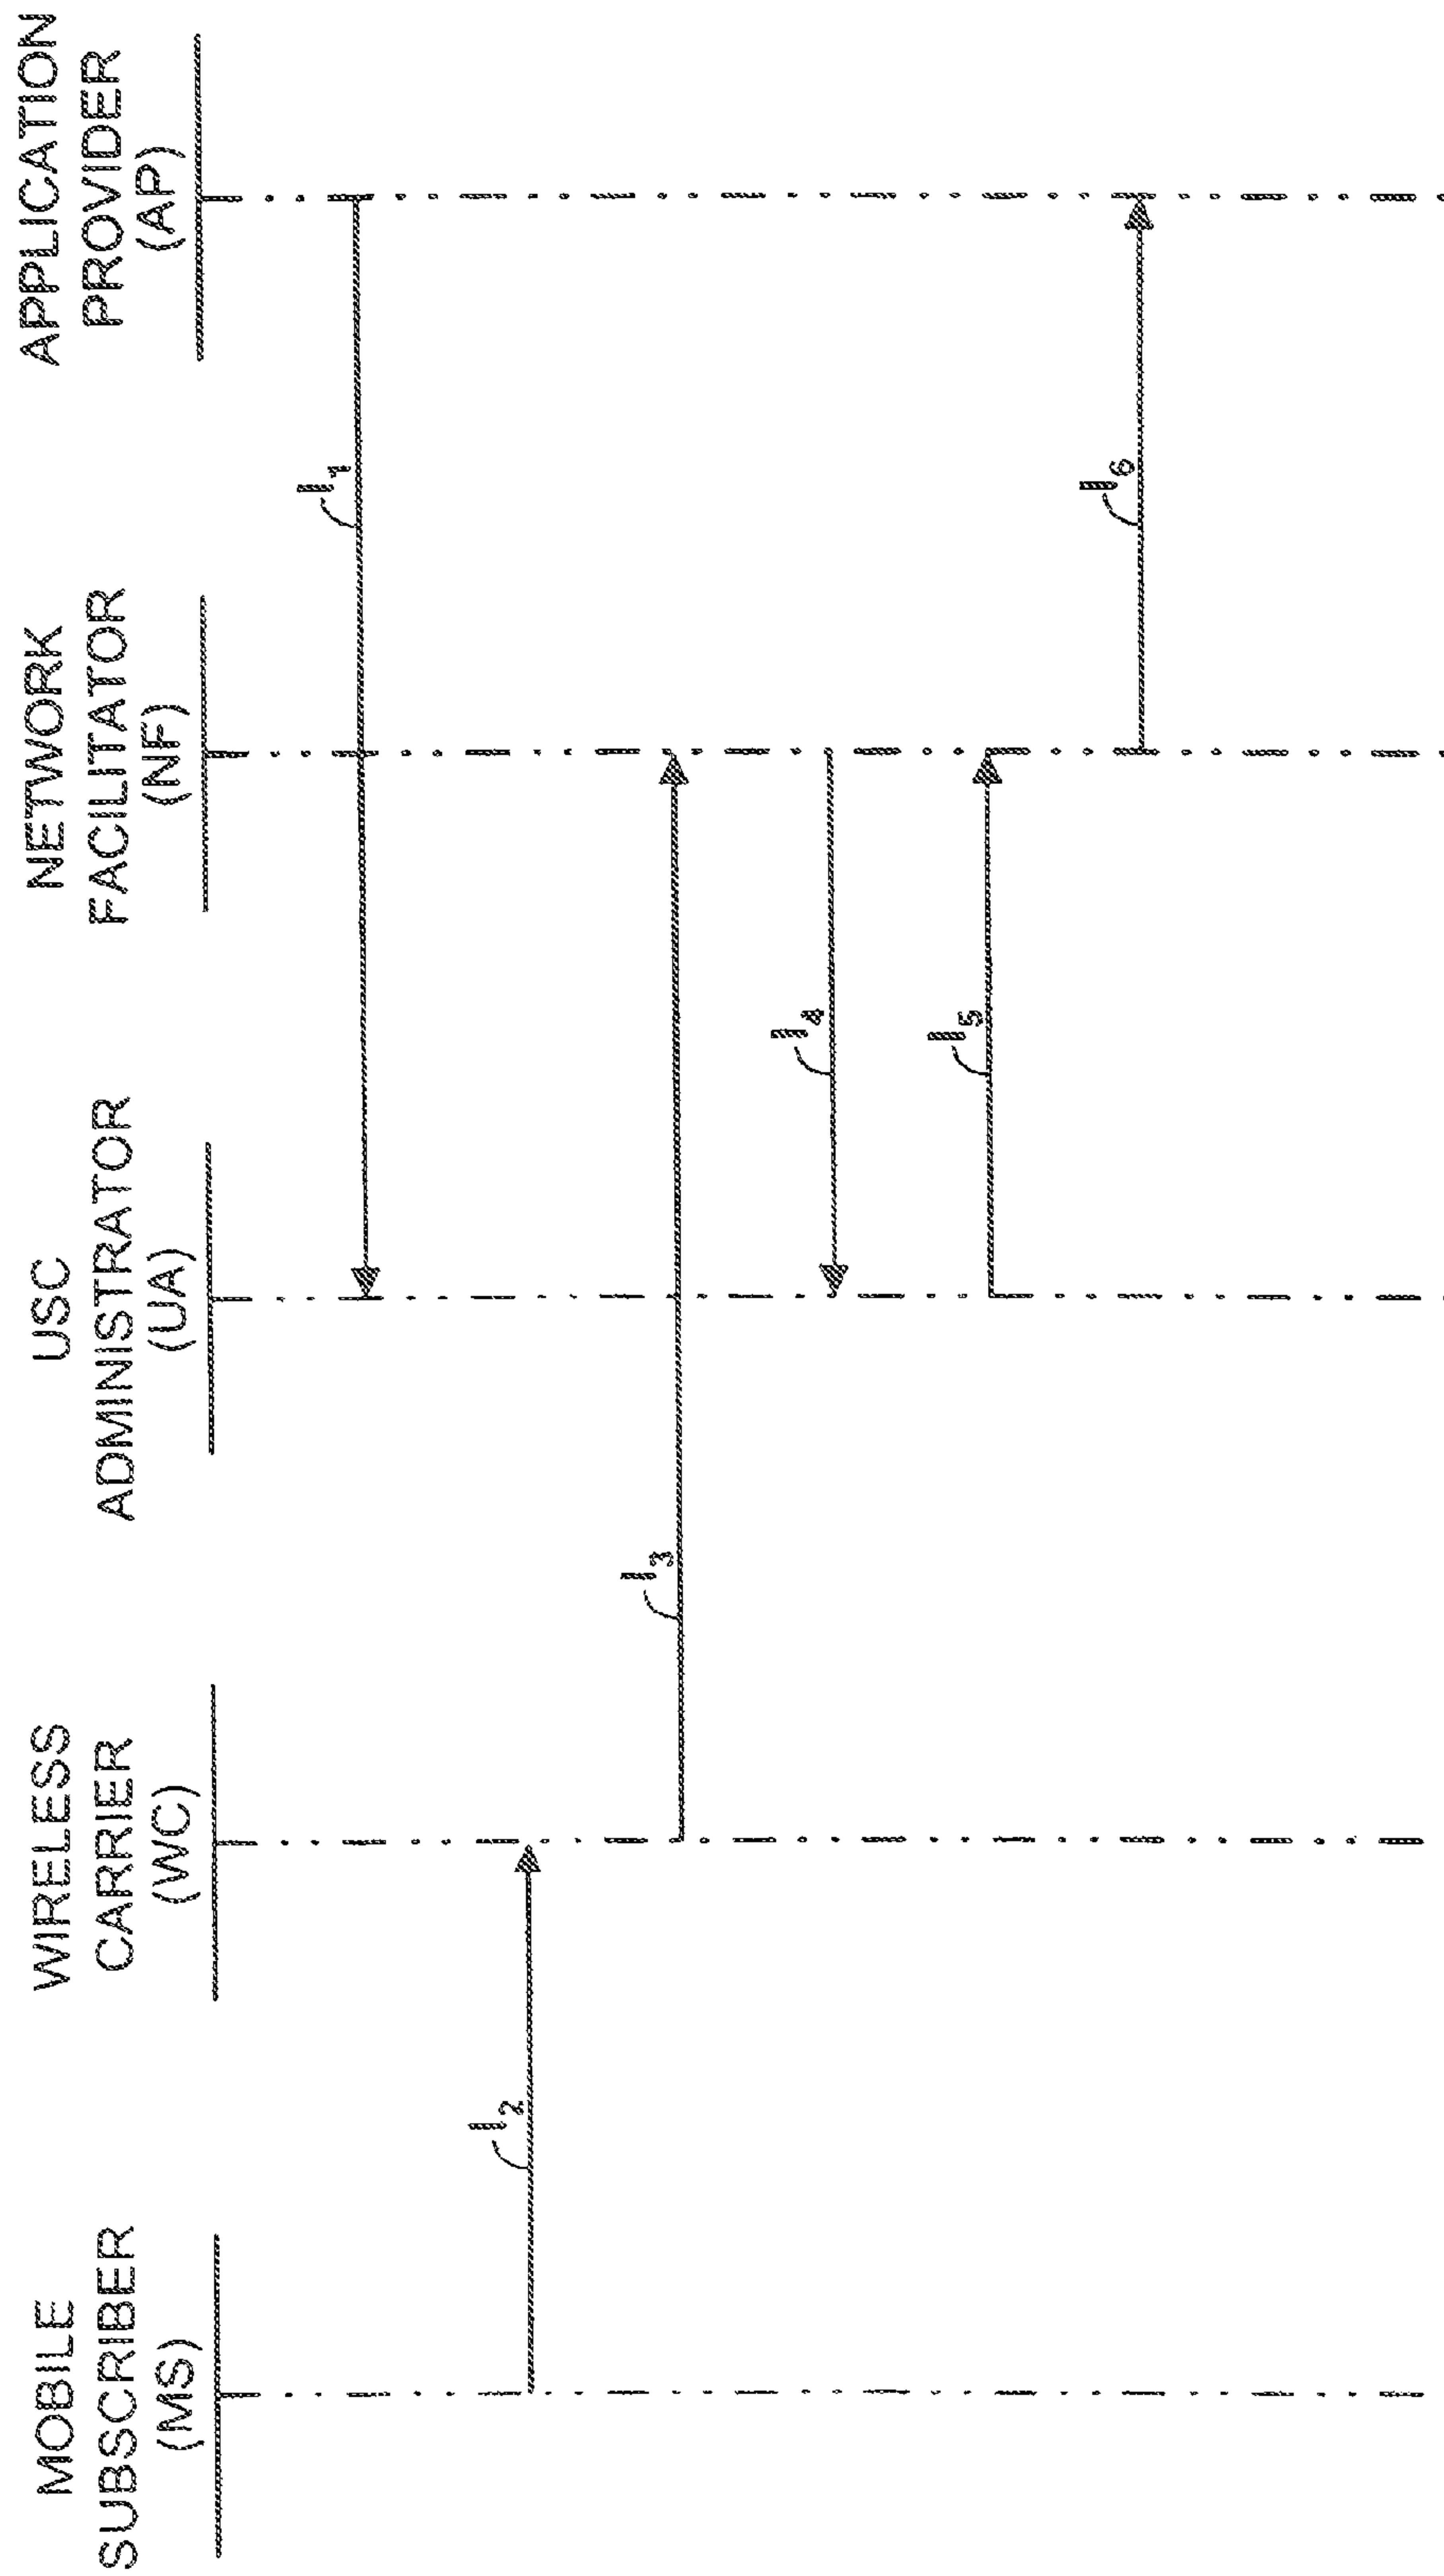 MOBILE
SUBSCRIBER
(MS)
WIRELESS
CARRIER
(WC)
USC
ADMINISTRATOR
(UA)
NETWORK
FACILITATOR
(NF)
APPLICATION
PROVIDER
(AP)
I1
I2
I3
I4
I5
I6